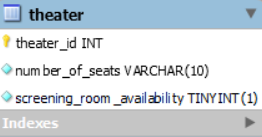 theater
theater_id INT
number_of_seats VARCHAR(10)
screening_room _availability TINYINT(1)
Indexes